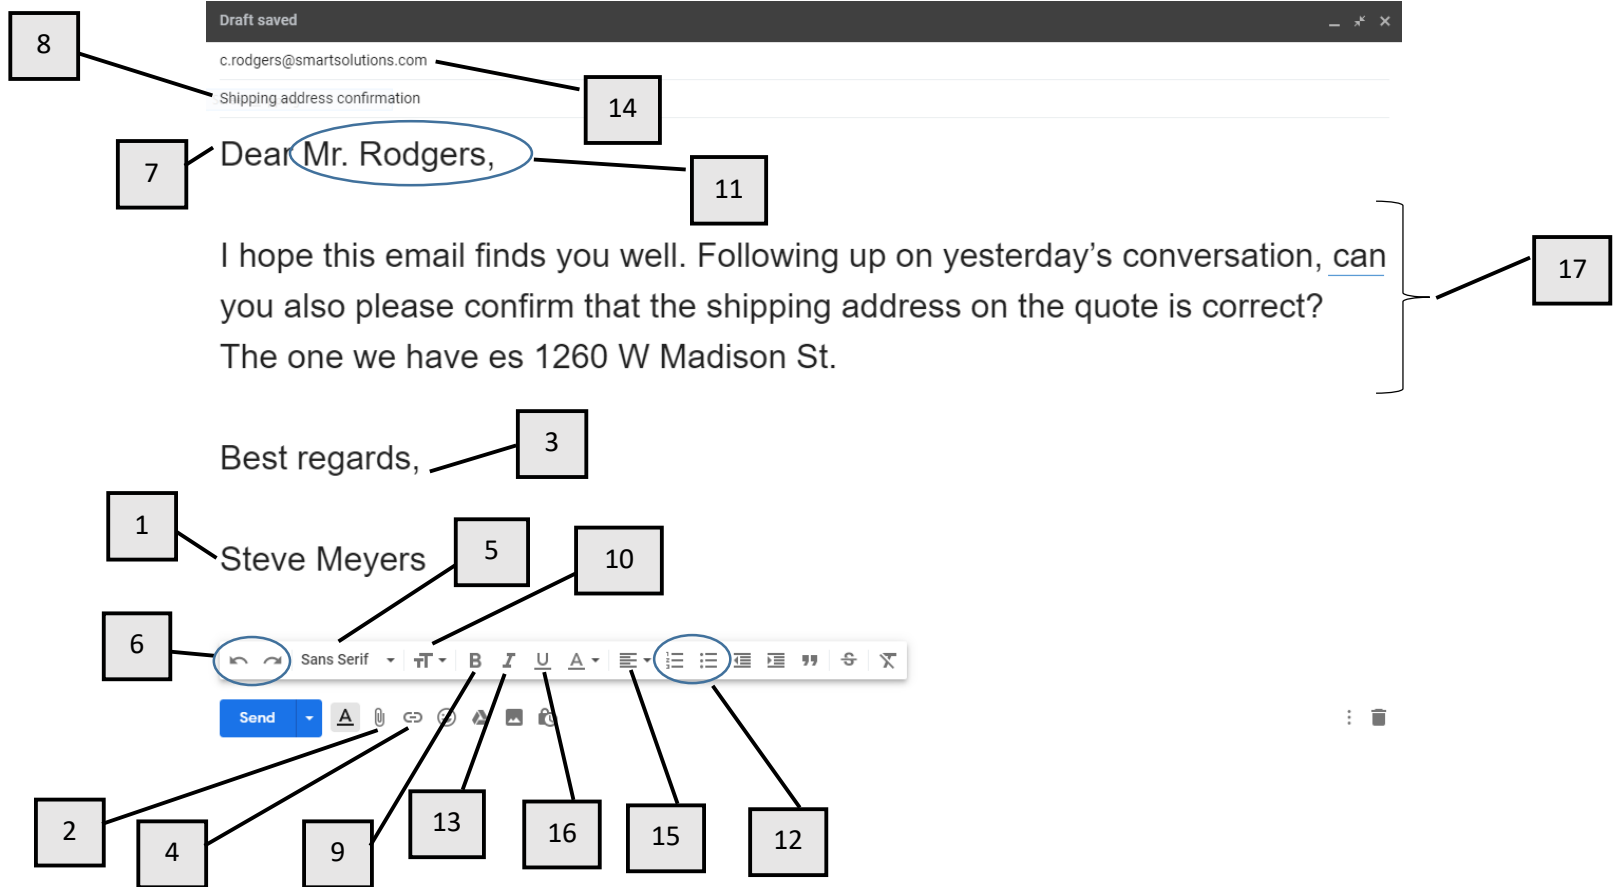 Draft saved
8
c.rodgers@smartsolutions.com
Shipping address confirmation
14
7
Dear Mr. Rodgers,
11
I hope this email finds you well. Following up on yesterday’s conversation, can
you also please confirm that the shipping address on the quote is correct?
The one we have es 1260 W Madison St.
17
Best regards,
3
1
Steve Meyers
5
10
6
Sans Serif
B I U A
Send
A
2
4
9
13
16
15
12